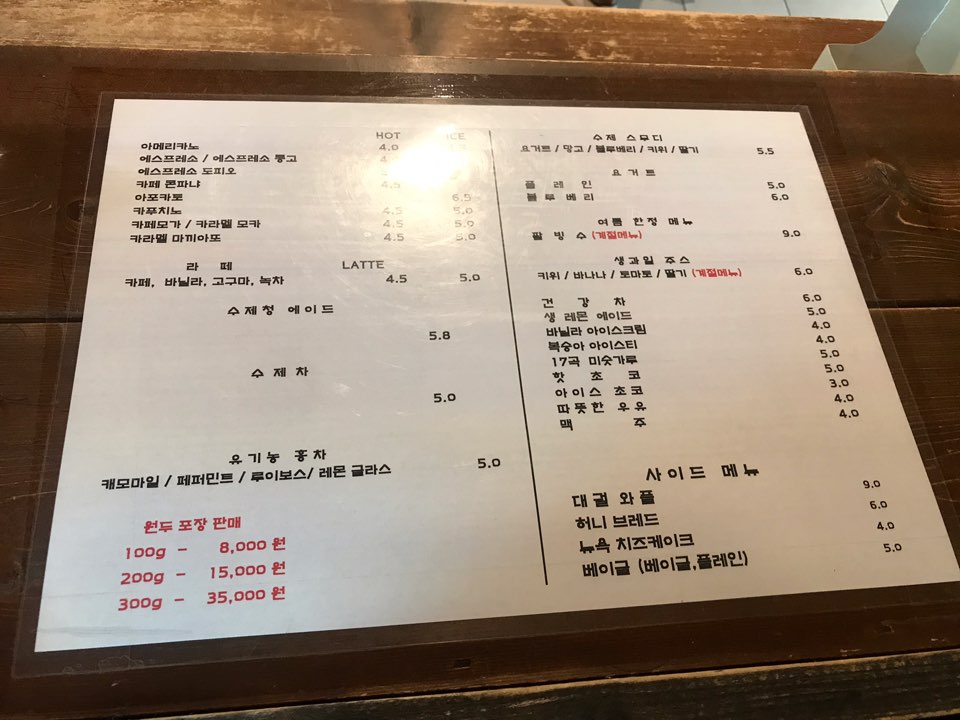 HOT ICE
아메리카노 4.0
에스프레소 / 에스프레소 룽고
에스프레소 도피오
카페 콘파냐 4.5
아포카토 6.5
카푸치노 4.5 5.0
카페모가 / 카라멜 모카 4.5 5.0
카라멜 마끼아또 4.5 5.0
라 페 LATTE
카페, 바닐라, 고구마, 녹차 4.5 5.0
수제청 에이드
5.8
수제차
5.0
유기농 홍차
캐모마일 / 페퍼민트 / 루이보스/ 레몬 글라스 5.0
원두 포장 판매
100g - 8,000 원
200g - 15,000 원
300g - 35,000 원
수제 스무디
요거트 / 망고 / 블루베리 / 키위 / 딸기 5.5
요거트
플 레 인 5.0
블루베리 6.0
여름 한정 메뉴
팥 빙 수 (계절메뉴) 9.0
생과일 주스
키위 / 바나나 / 토마토 / 딸기 (계절메뉴) 6.0
건 강 차 6.0
생 레몬 에이드 5.0
바닐라 아이스크림 4.0
복숭아 아이스티 4.0
17곡 미숫가루 5.0
핫 초 코 5.0
아이스 초코 3.0
따뜻한 우유 4.0
맥 주 4.0
사이드 메뉴
대궐 와플 9.0
허니 브레드 6.0
뉴욕 치즈케이크 4.0
베이글 (베이글,플레인) 5.0